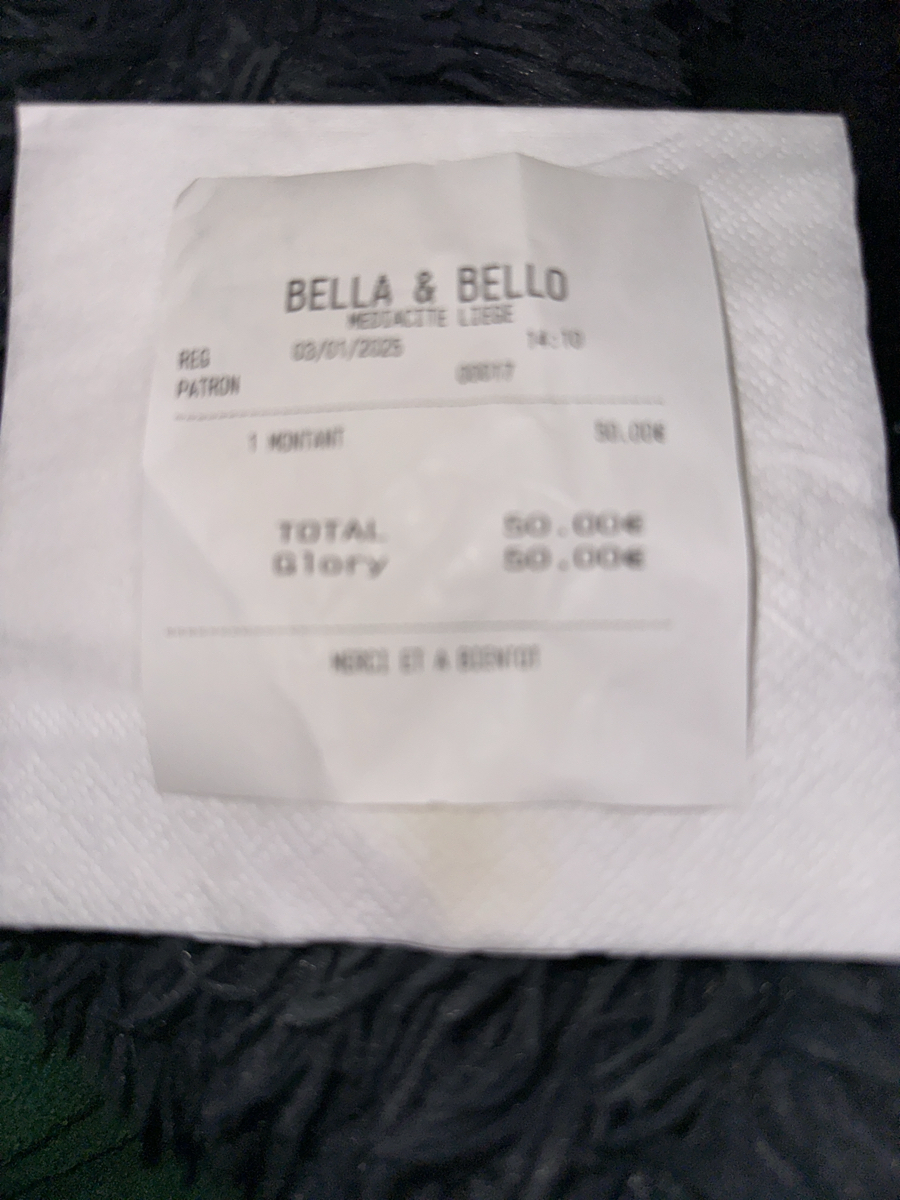 BELLA & BELLO
MEDIACITE LIEGE
REG 03/01/2025 14:10
PATRON
1 MONTANT 50.00€
TOTAL 50.00€
Glory 50.00€
MERCI ET A BIENTOT